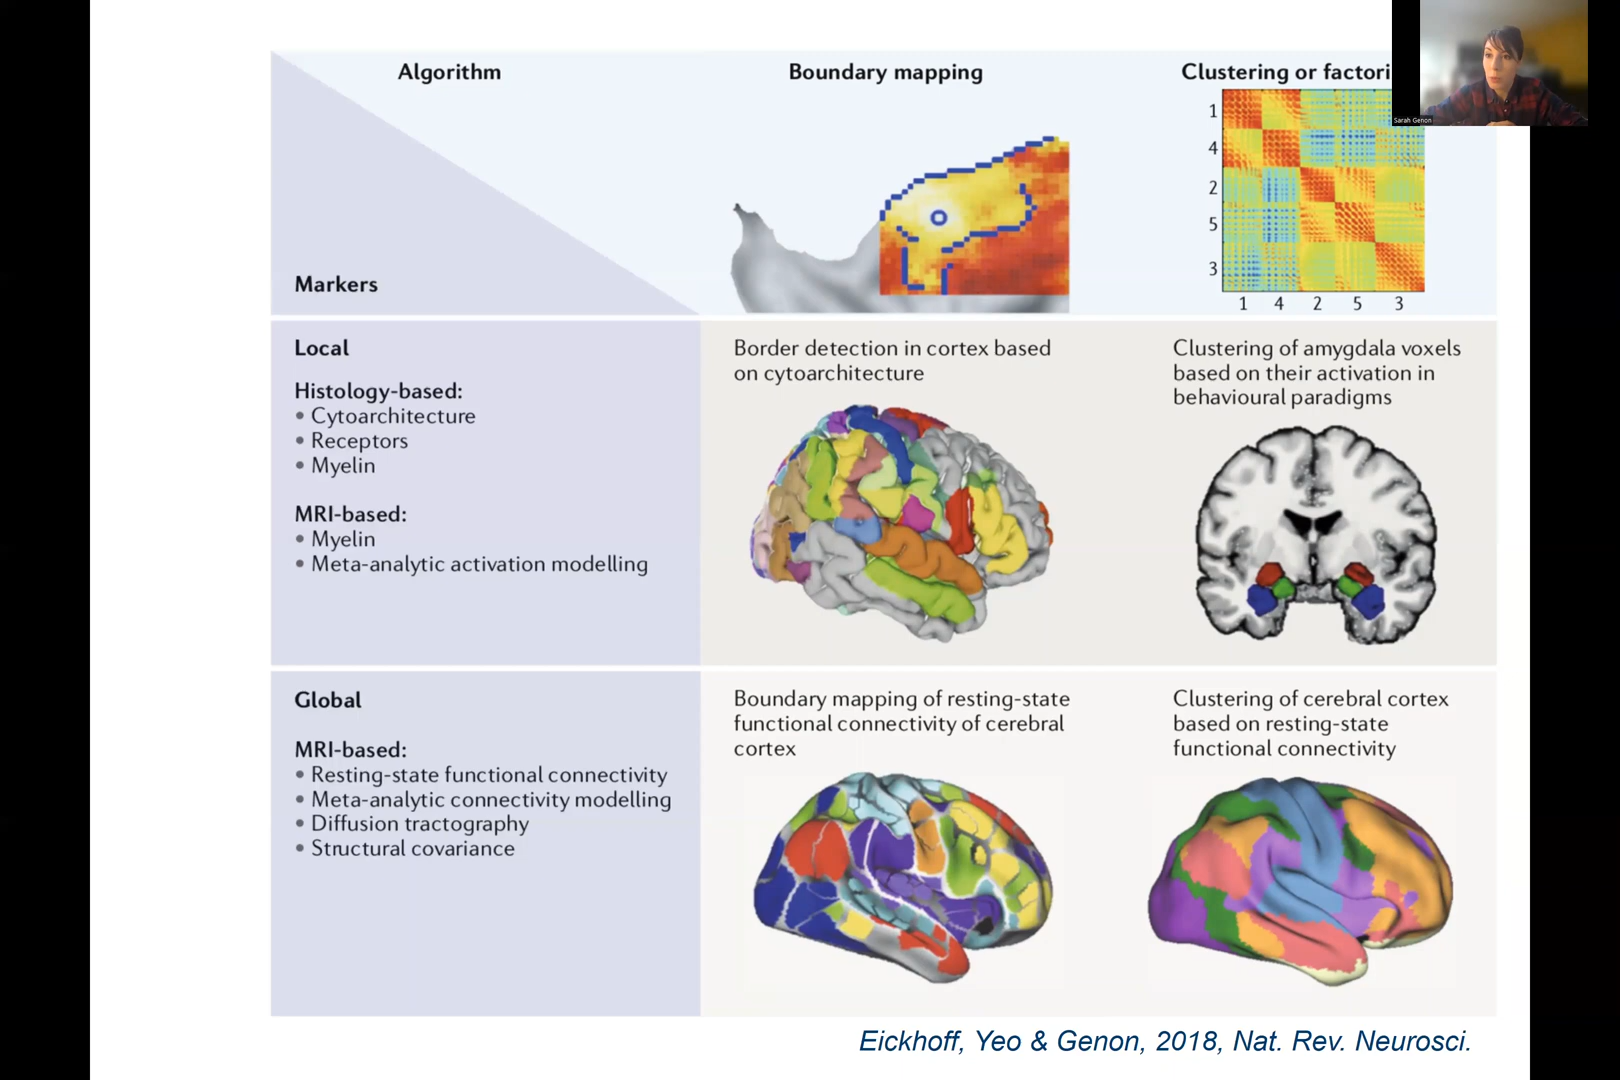 Algorithm
Boundary mapping
Clustering or factori
Sarah Genon
1
4
2
5
3
1 4 2 5 3
Markers
Local
Histology-based:
• Cytoarchitecture
• Receptors
• Myelin
MRI-based:
• Myelin
• Meta-analytic activation modelling
Border detection in cortex based
on cytoarchitecture
Clustering of amygdala voxels
based on their activation in
behavioural paradigms
Global
MRI-based:
• Resting-state functional connectivity
• Meta-analytic connectivity modelling
• Diffusion tractography
• Structural covariance
Boundary mapping of resting-state
functional connectivity of cerebral
cortex
Clustering of cerebral cortex
based on resting-state
functional connectivity
Eickhoff, Yeo & Genon, 2018, Nat. Rev. Neurosci.